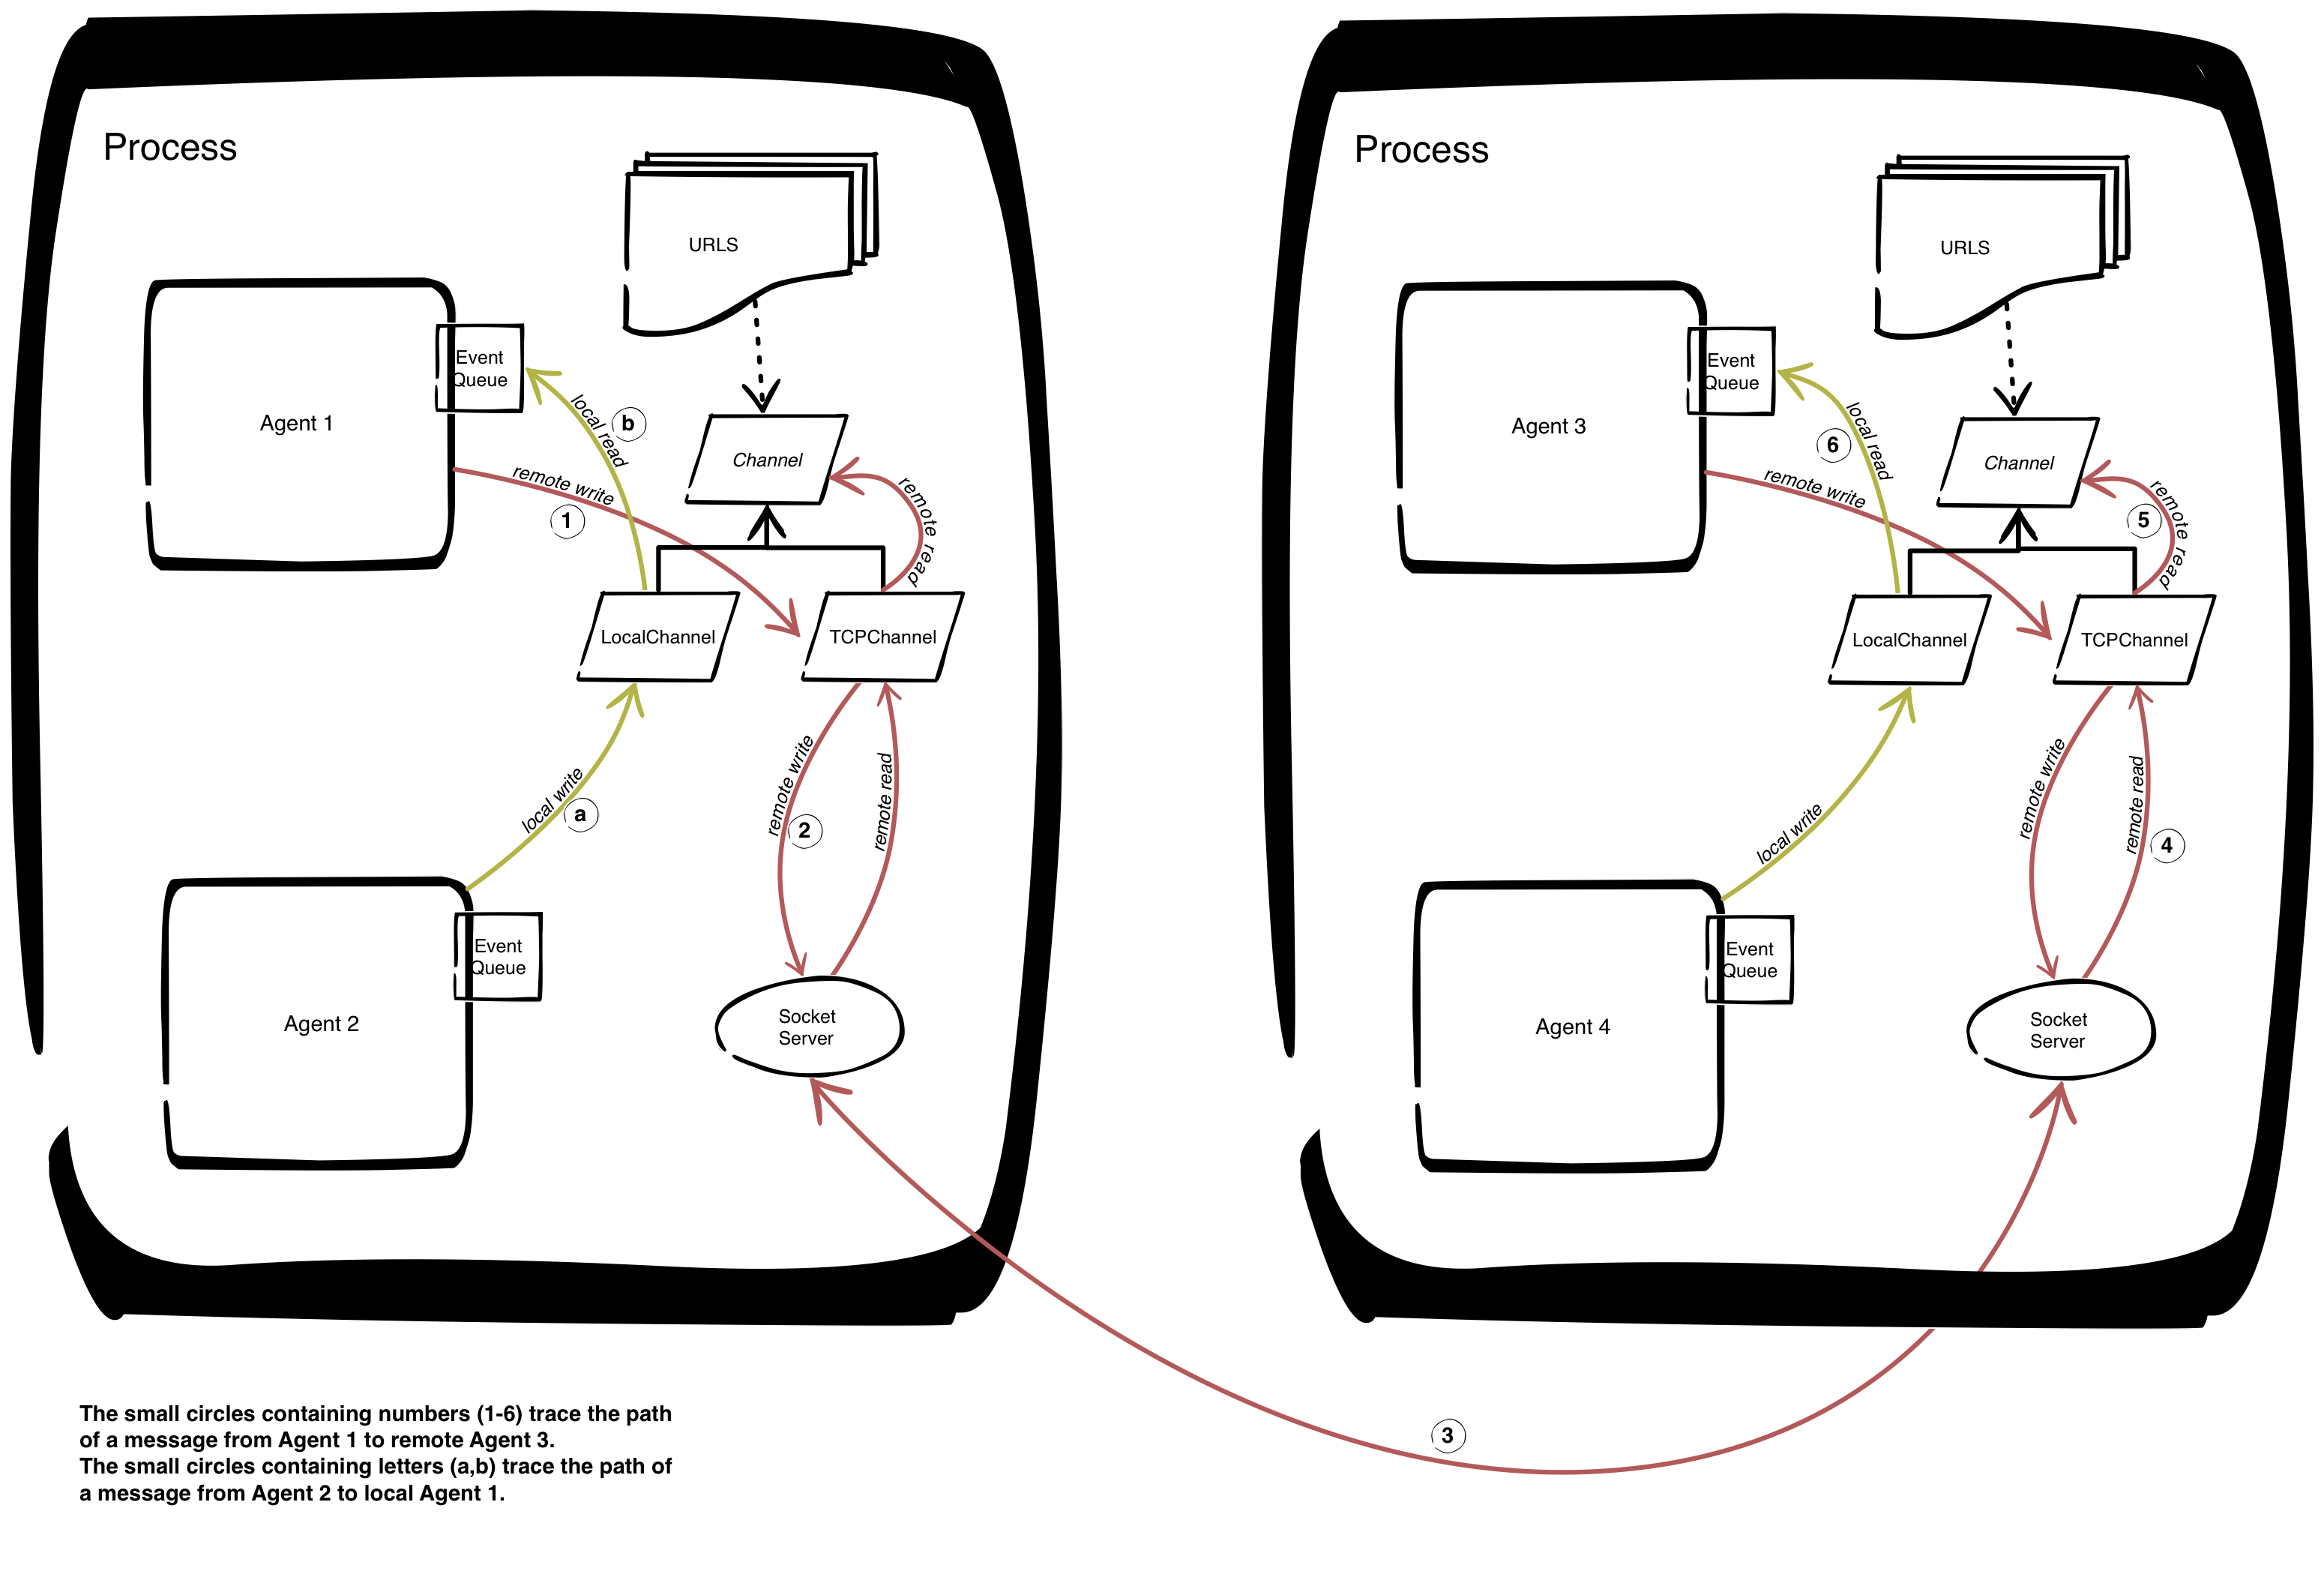 Process
URLS
Event
Queue
Agent 1
local read
b
Channel
remote write
1
remote read
LocalChannel
TCPChannel
local write
a
remote write
2
remote read
Event
Queue
Agent 2
Socket
Server
Process
URLS
Event
Queue
Agent 3
local read
6
Channel
remote write
5
remote read
LocalChannel
TCPChannel
local write
remote write
remote read
4
Event
Queue
Agent 4
Socket
Server
3
The small circles containing numbers (1-6) trace the path
of a message from Agent 1 to remote Agent 3.
The small circles containing letters (a,b) trace the path of
a message from Agent 2 to local Agent 1.